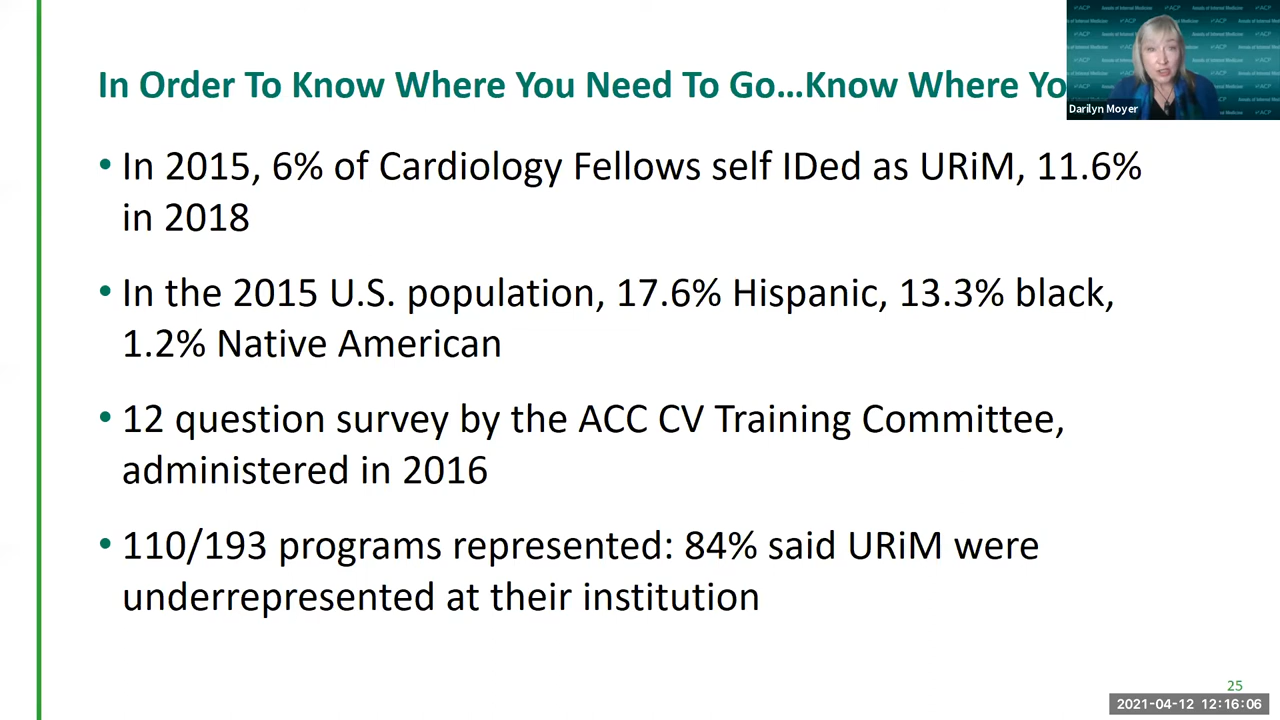 In Order To Know Where You Need To Go...Know Where Yo
Darilyn Moyer
• In 2015, 6% of Cardiology Fellows self IDed as URiM, 11.6%
in 2018
• In the 2015 U.S. population, 17.6% Hispanic, 13.3% black,
1.2% Native American
• 12 question survey by the ACC CV Training Committee,
administered in 2016
• 110/193 programs represented: 84% said URiM were
underrepresented at their institution
25
2021-04-12 12:16:06